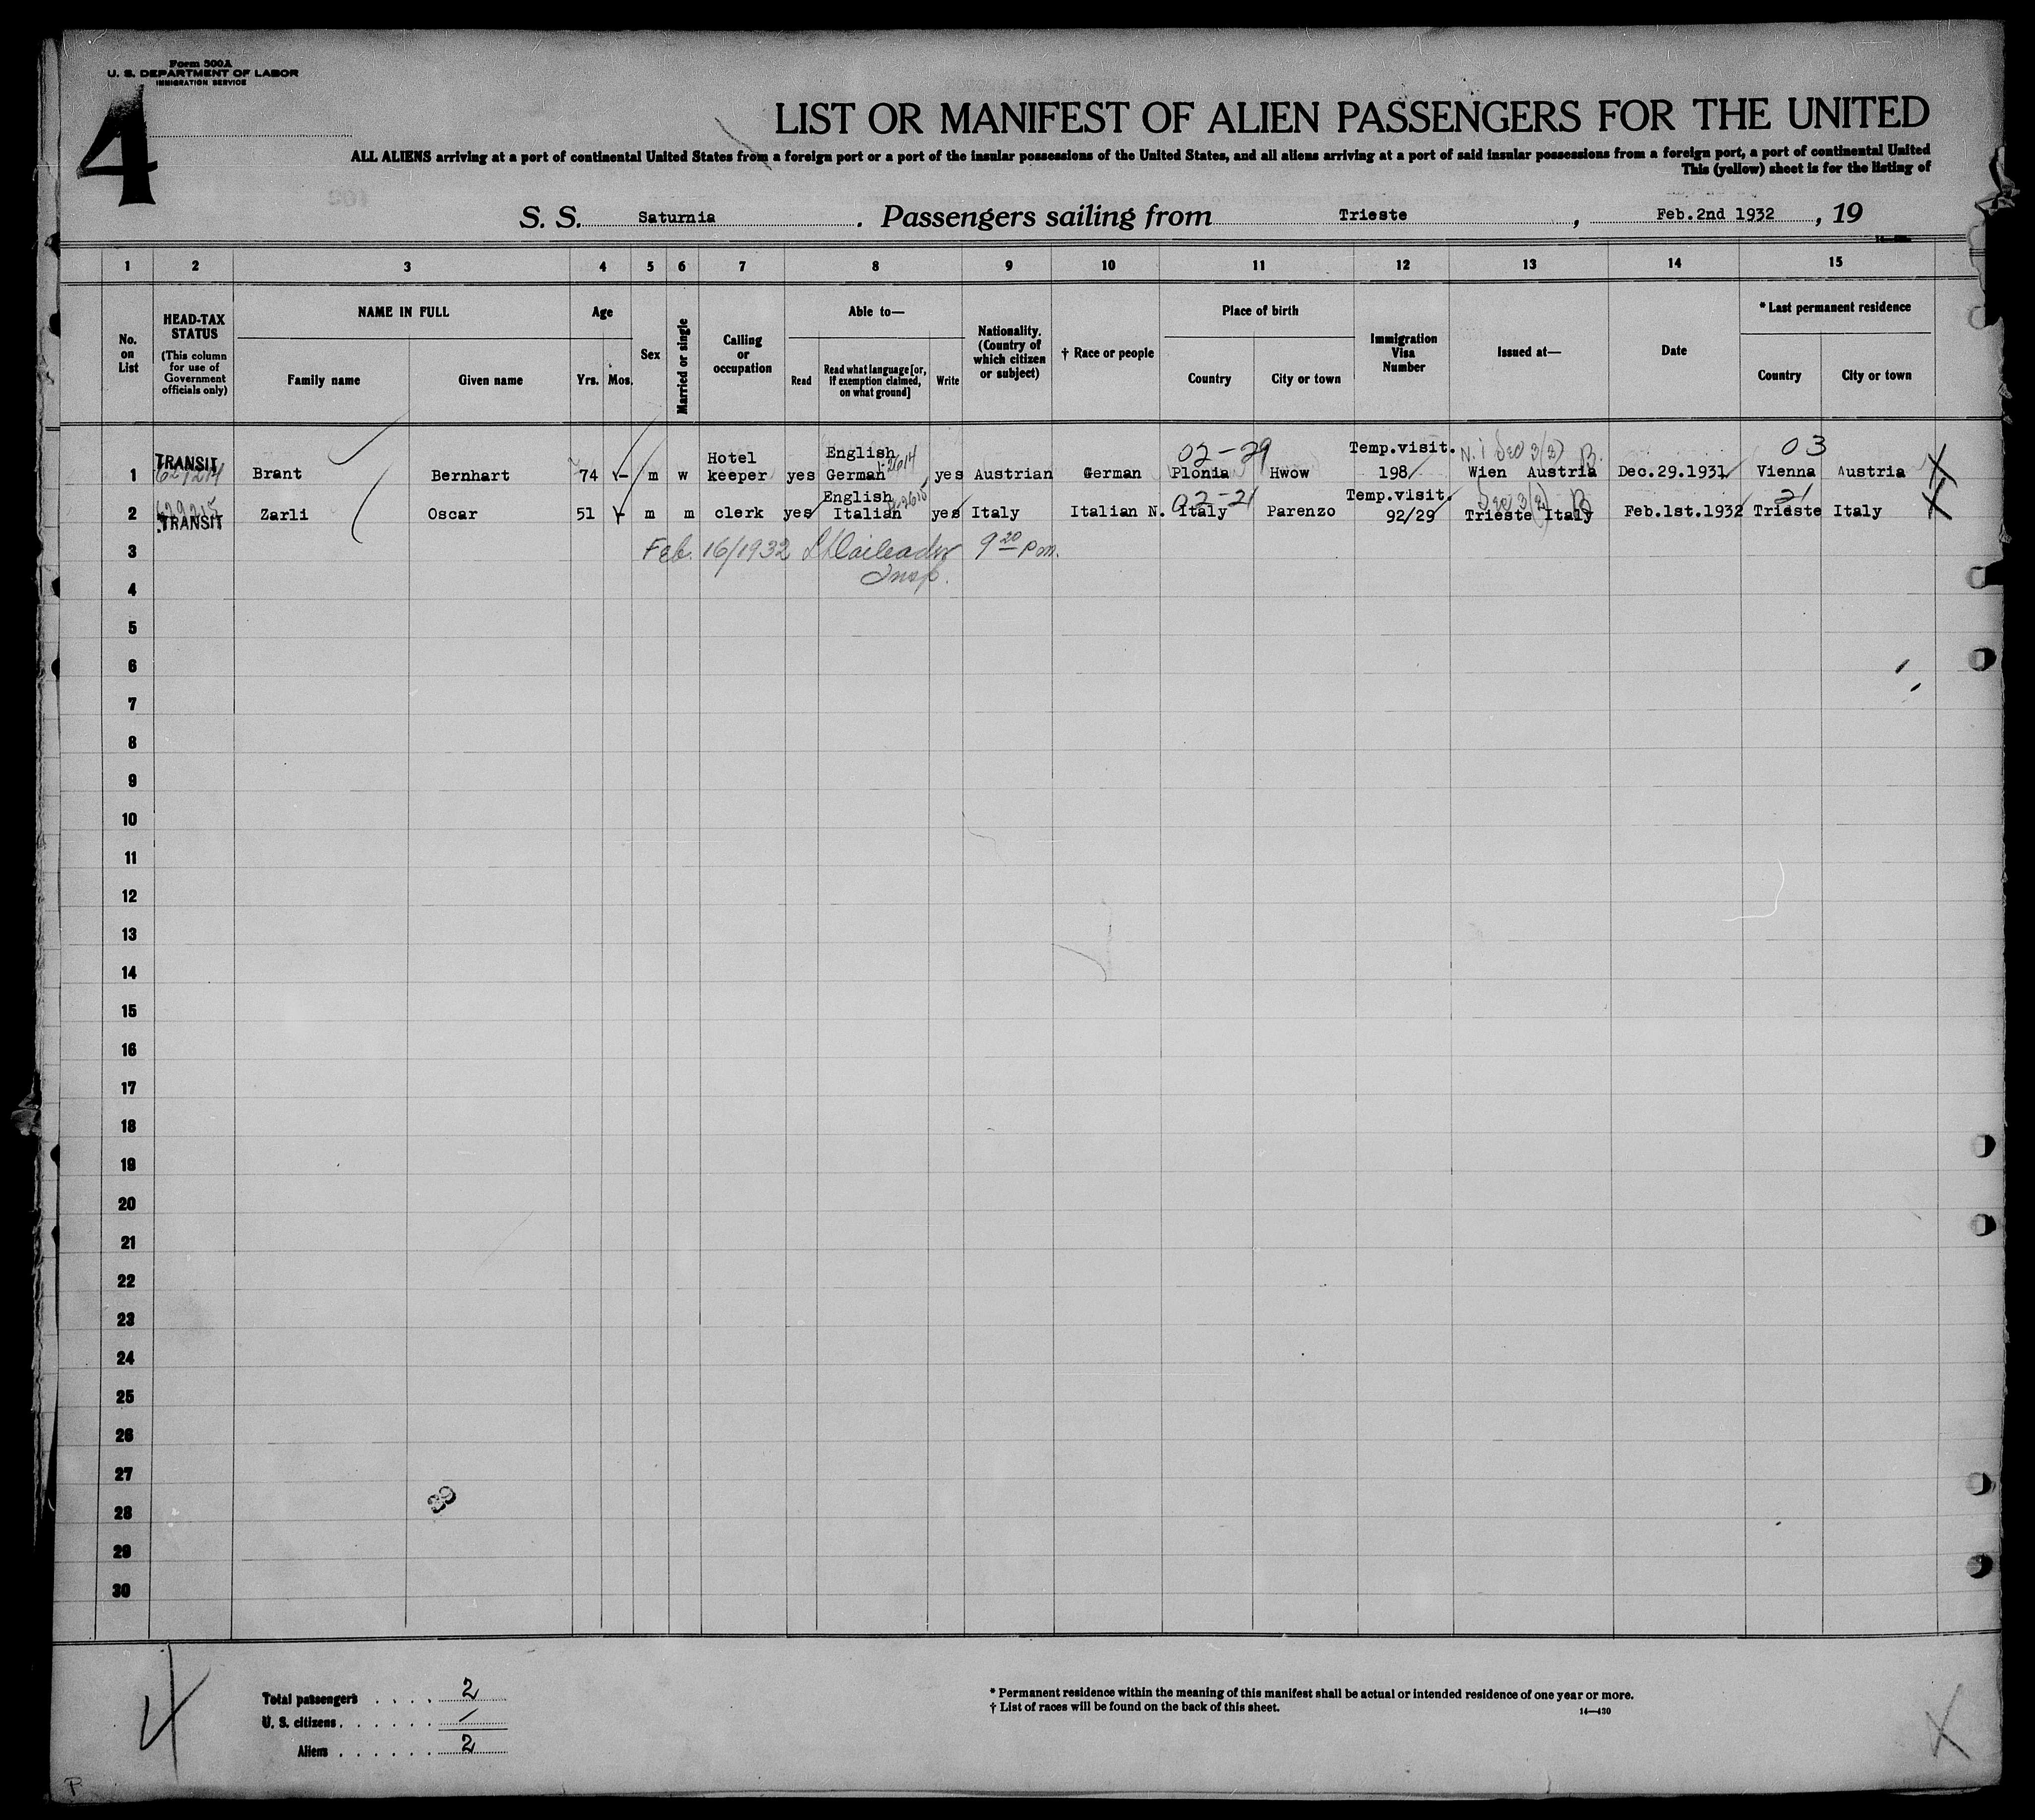 Form 500A
U. S. DEPARTMENT OF LABOR
IMMIGRATION SERVICE
4
LIST OR MANIFEST OF ALIEN PASSENGERS FOR THE UNITED
ALL ALIENS arriving at a port of continental United States from a foreign port or a port of the insular possessions of the United States, and all aliens arriving at a port of said insular possessions from a foreign port, a port of continental United
This (yellow) sheet is for the listing of
S. S. Saturnia. Passengers sailing from Trieste, Feb.2nd 1932, 19
1 2 3 4 5 6 7 8 9 10 11 12 13 14 15
No. on List
HEAD-TAX STATUS (This column for use of Government officials only)
NAME IN FULL
Family name Given name
Age
Yrs. Mos.
Sex
Married or single
Calling or occupation
Able to—
Read Read what language [or, if exemption claimed, on what ground] Write
Nationality. (Country of which citizen or subject)
† Race or people
Place of birth
Country City or town
Immigration Visa Number
Issued at—
Date
* Last permanent residence
Country City or town
02-29 03
TRANSIT Hotel English Temp.visit.
1 Brant Bernhart 74 - m w keeper yes German yes Austrian German Plonia Hwow 198 Wien Austria Dec.29.1931 Vienna Austria X
629215 English 02-21 Temp.visit. 21
2 TRANSIT Zarli Oscar 51 - m m clerk yes Italian yes Italy Italian N. Italy Parenzo 92/29 Trieste Italy Feb.1st.1932 Trieste Italy X
3 Feb. 16/1932 9 20 p.m.
Insp.
4
5
6
7
8
9
10
11
12
13
14
15
16
17
18
19
20
21
22
23
24
25
26
27
28
29
30
39
4
Total passengers . . . . 2
U. S. citizens . . . . . . /
Aliens . . . . . . 2
* Permanent residence within the meaning of this manifest shall be actual or intended residence of one year or more.
† List of races will be found on the back of this sheet.
14—430
X
P